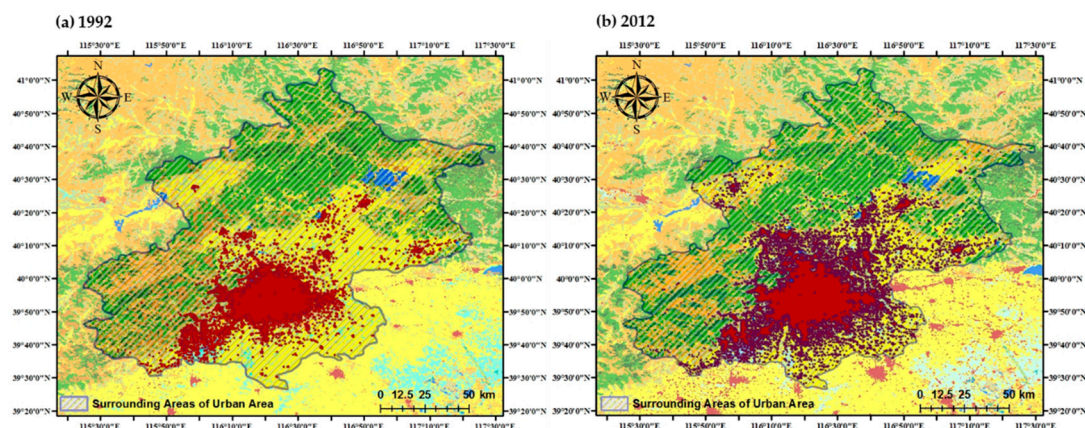 (a) 1992
(b) 2012
115°30'0"E 115°50'0"E 116°10'0"E 116°30'0"E 116°50'0"E 117°10'0"E 117°30'0"E
115°30'0"E 115°50'0"E 116°10'0"E 116°30'0"E 116°50'0"E 117°10'0"E 117°30'0"E
N
W E
S
N
W E
S
41°0'0"N 41°0'0"N 41°0'0"N
40°50'0"N 40°50'0"N 40°50'0"N
40°40'0"N 40°40'0"N 40°40'0"N
40°30'0"N 40°30'0"N 40°30'0"N
40°20'0"N 40°20'0"N 40°20'0"N
40°10'0"N 40°10'0"N 40°10'0"N
40°0'0"N 40°0'0"N 40°0'0"N
39°50'0"N 39°50'0"N 39°50'0"N
39°40'0"N 39°40'0"N 39°40'0"N
39°30'0"N 39°30'0"N 39°30'0"N
39°20'0"N 39°20'0"N 39°20'0"N
0 12.5 25 50 km
0 12.5 25 50 km
Surrounding Areas of Urban Area
Surrounding Areas of Urban Area